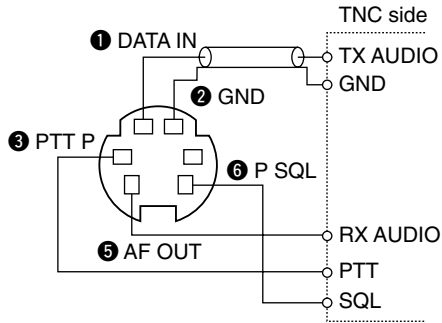 TNC side
❶ DATA IN
TX AUDIO
❷ GND
GND
❸ PTT P
❻ P SQL
❺ AF OUT
RX AUDIO
PTT
SQL